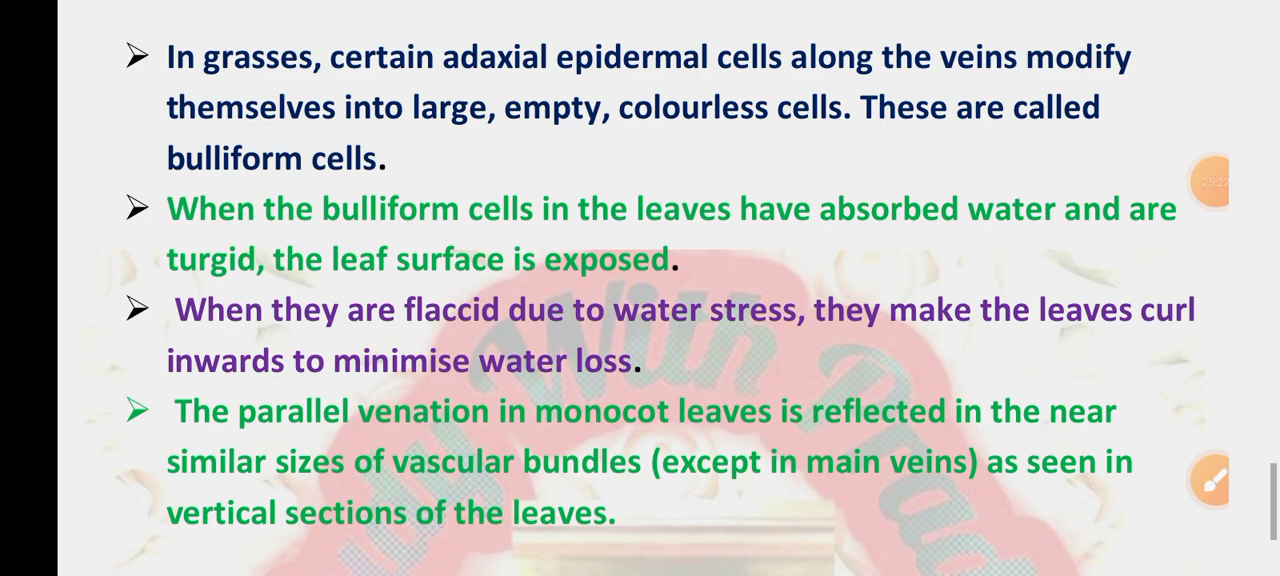 ➢ In grasses, certain adaxial epidermal cells along the veins modify
themselves into large, empty, colourless cells. These are called
bulliform cells.
➢ When the bulliform cells in the leaves have absorbed water and are
turgid, the leaf surface is exposed.
➢ When they are flaccid due to water stress, they make the leaves curl
inwards to minimise water loss.
➢ The parallel venation in monocot leaves is reflected in the near
similar sizes of vascular bundles (except in main veins) as seen in
vertical sections of the leaves.
25:22
With